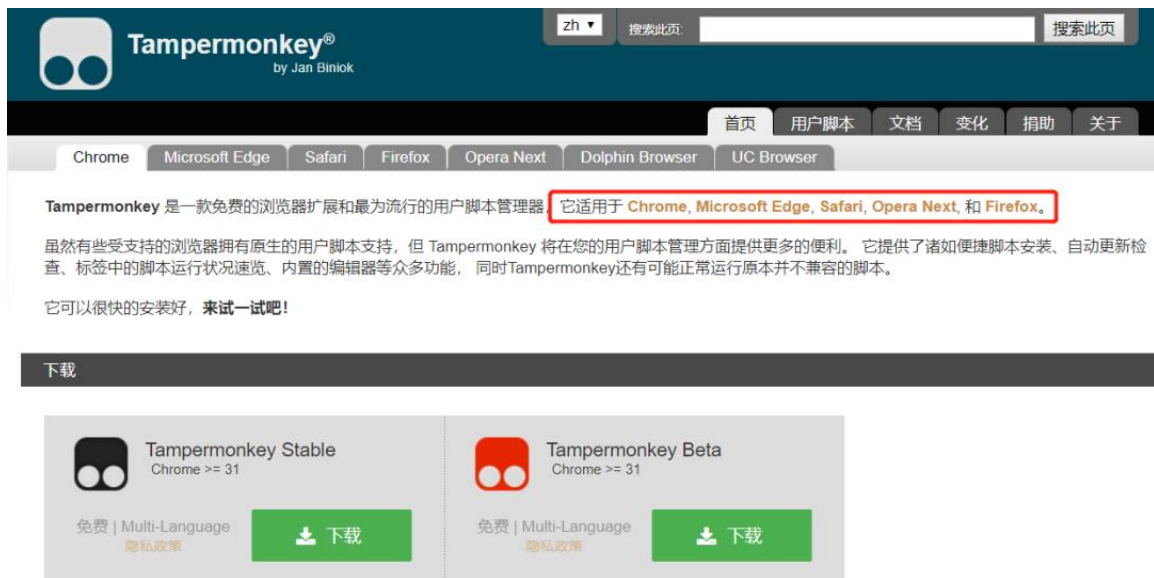 Tampermonkey®
by Jan Biniok
zh ▼
搜索此页:
搜索此页
首页 用户脚本 文档 变化 捐助 关于
Chrome Microsoft Edge Safari Firefox Opera Next Dolphin Browser UC Browser
Tampermonkey 是一款免费的浏览器扩展和最为流行的用户脚本管理器,它适用于 Chrome, Microsoft Edge, Safari, Opera Next, 和 Firefox。
虽然有些受支持的浏览器拥有原生的用户脚本支持，但 Tampermonkey 将在您的用户脚本管理方面提供更多的便利。 它提供了诸如便捷脚本安装、自动更新检
查、标签中的脚本运行状况速览、内置的编辑器等众多功能， 同时Tampermonkey还有可能正常运行原本并不兼容的脚本。
它可以很快的安装好，来试一试吧！
下载
Tampermonkey Stable
Chrome >= 31
免费 | Multi-Language
隐私政策
下载
Tampermonkey Beta
Chrome >= 31
免费 | Multi-Language
隐私政策
下载